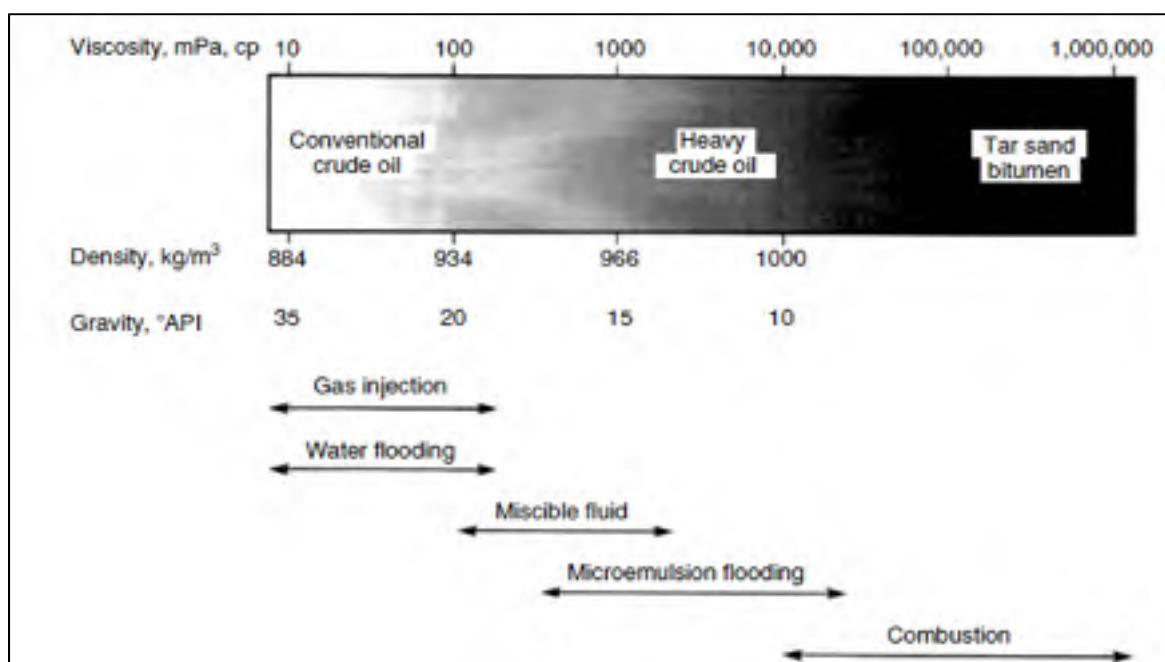 Viscosity, mPa, cp 10 100 1000 10,000 100,000 1,000,000
Conventional
crude oil
Heavy
crude oil
Tar sand
bitumen
Density, kg/m³ 884 934 966 1000
Gravity, °API 35 20 15 10
Gas injection
Water flooding
Miscible fluid
Microemulsion flooding
Combustion